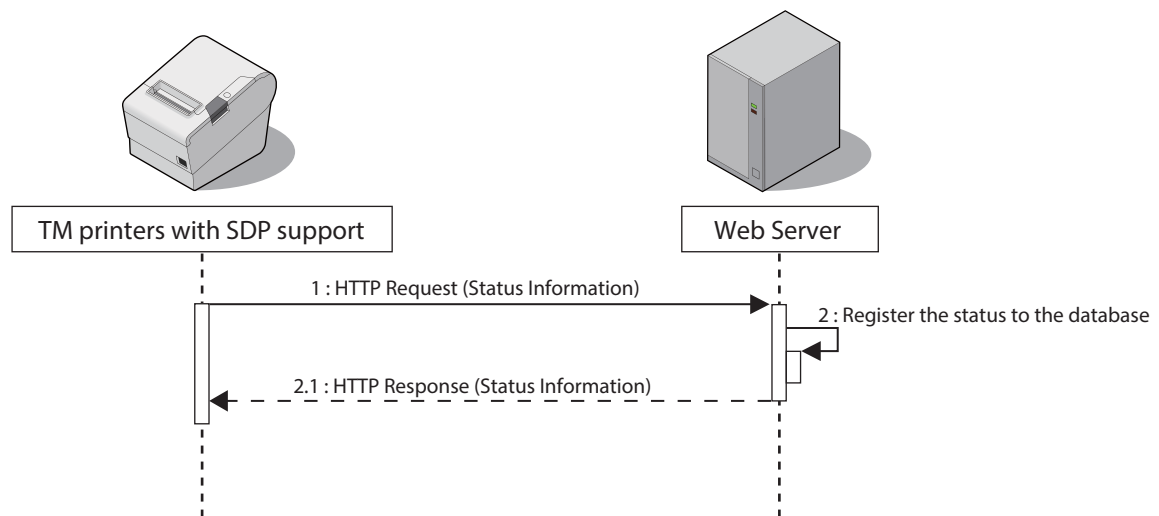 TM printers with SDP support
Web Server
1 : HTTP Request (Status Information)
2 : Register the status to the database
2.1 : HTTP Response (Status Information)